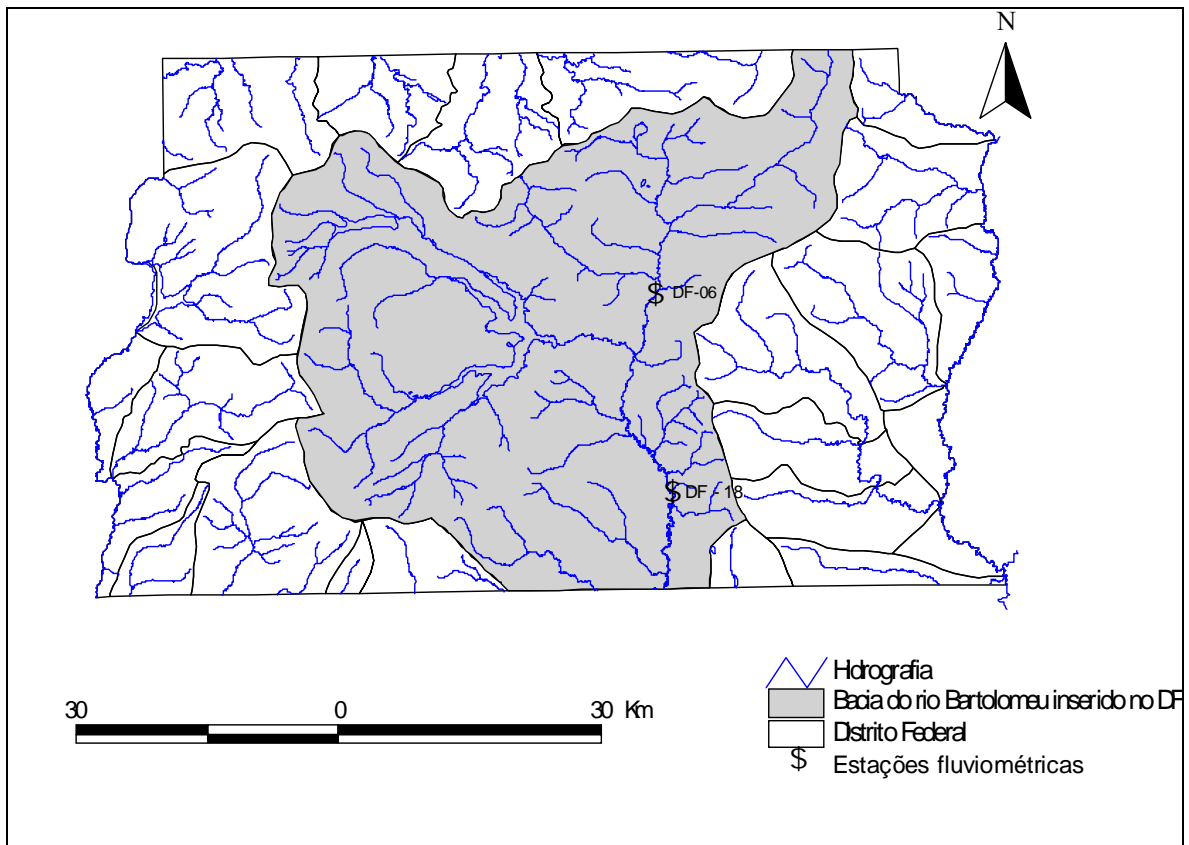 N
$ DF-06
$ DF - 18
30 0 30 Km
Hidrografia
Bacia do rio Bartolomeu inserido no DF
Distrito Federal
$ Estações fluviométricas